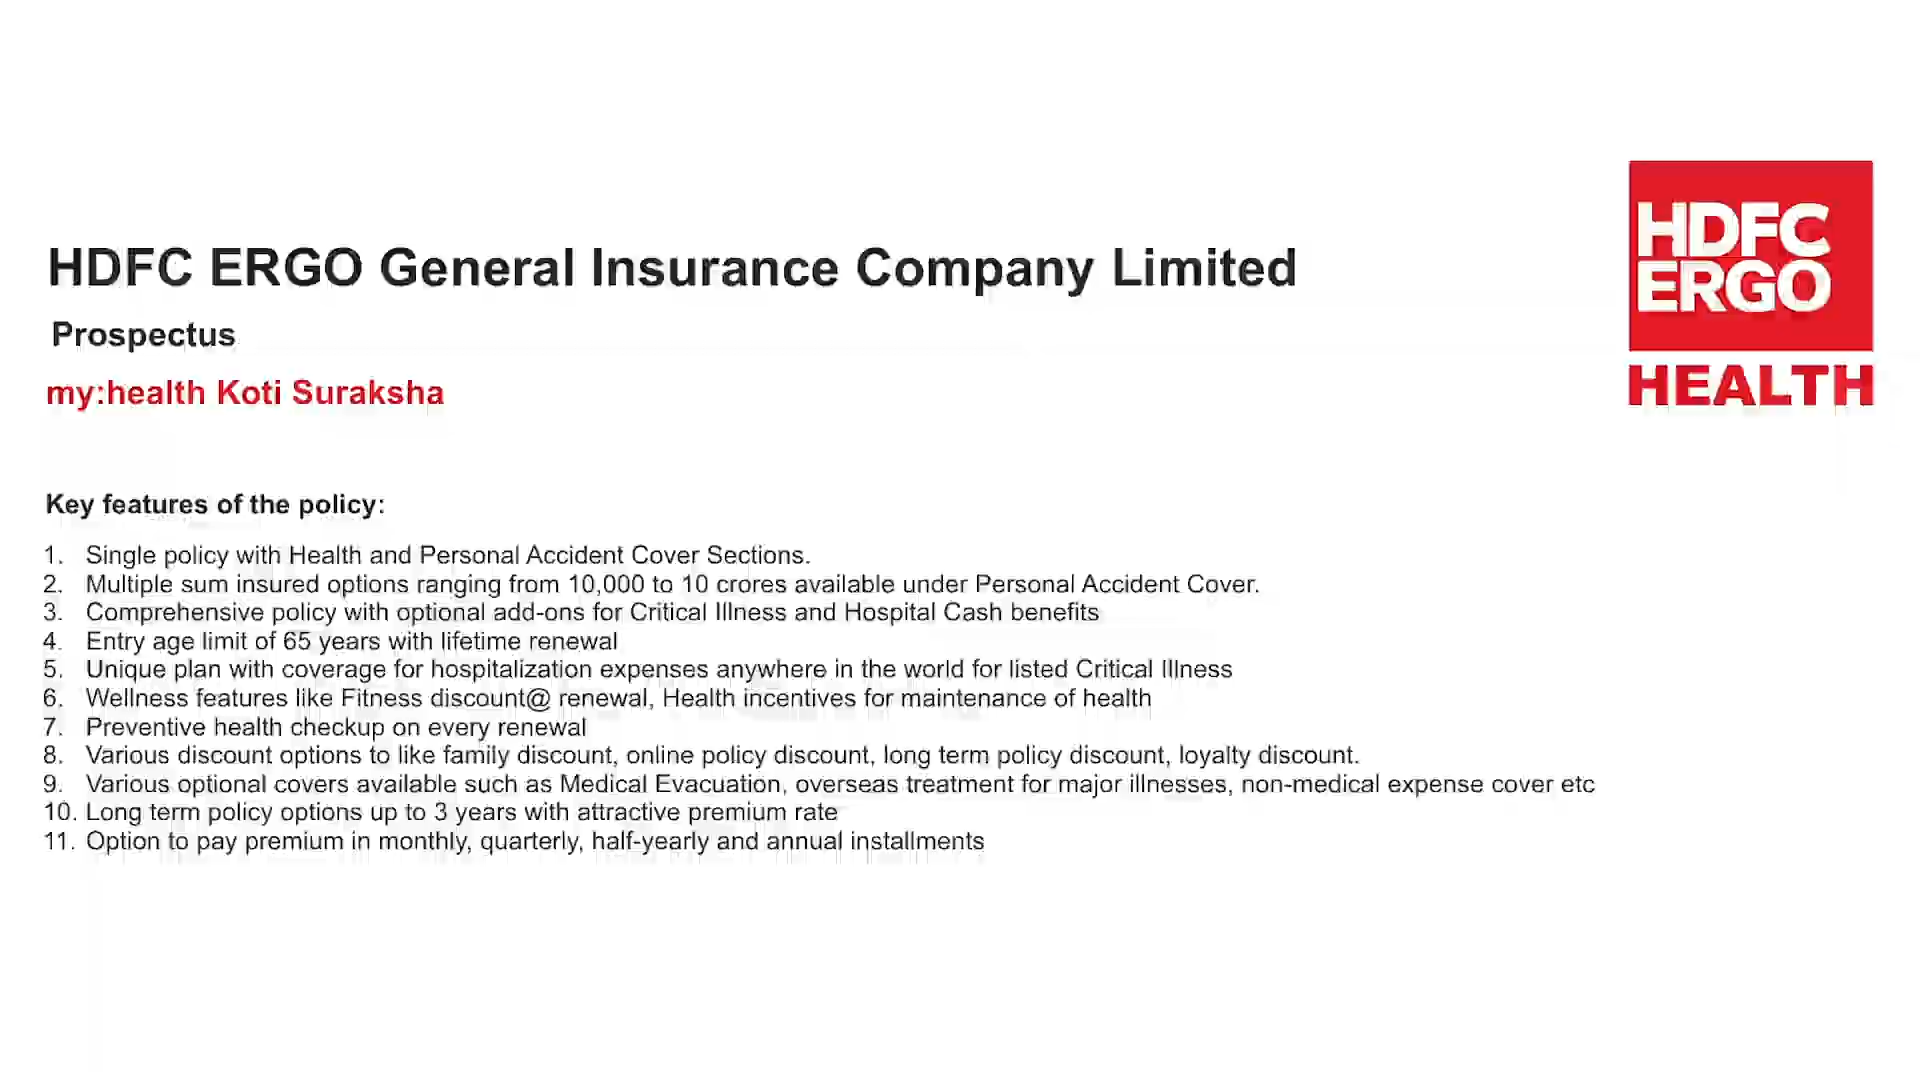 HDFC ERGO General Insurance Company Limited
Prospectus
my:health Koti Suraksha
HDFC
ERGO
HEALTH
Key features of the policy:
1. Single policy with Health and Personal Accident Cover Sections.
2. Multiple sum insured options ranging from 10,000 to 10 crores available under Personal Accident Cover.
3. Comprehensive policy with optional add-ons for Critical Illness and Hospital Cash benefits
4. Entry age limit of 65 years with lifetime renewal
5. Unique plan with coverage for hospitalization expenses anywhere in the world for listed Critical Illness
6. Wellness features like Fitness discount@ renewal, Health incentives for maintenance of health
7. Preventive health checkup on every renewal
8. Various discount options to like family discount, online policy discount, long term policy discount, loyalty discount.
9. Various optional covers available such as Medical Evacuation, overseas treatment for major illnesses, non-medical expense cover etc
10. Long term policy options up to 3 years with attractive premium rate
11. Option to pay premium in monthly, quarterly, half-yearly and annual installments